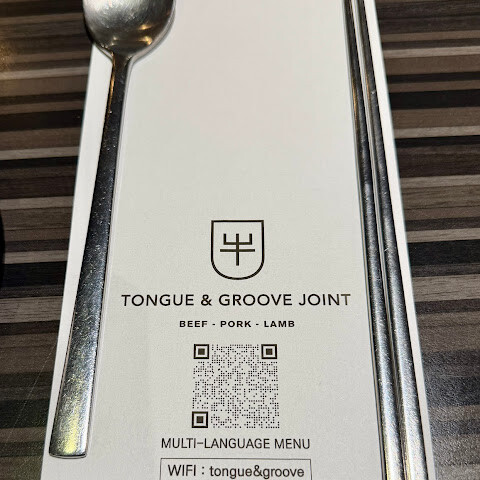 TONGUE & GROOVE JOINT
BEEF - PORK - LAMB
MULTI-LANGUAGE MENU
WIFI : tongue&groove